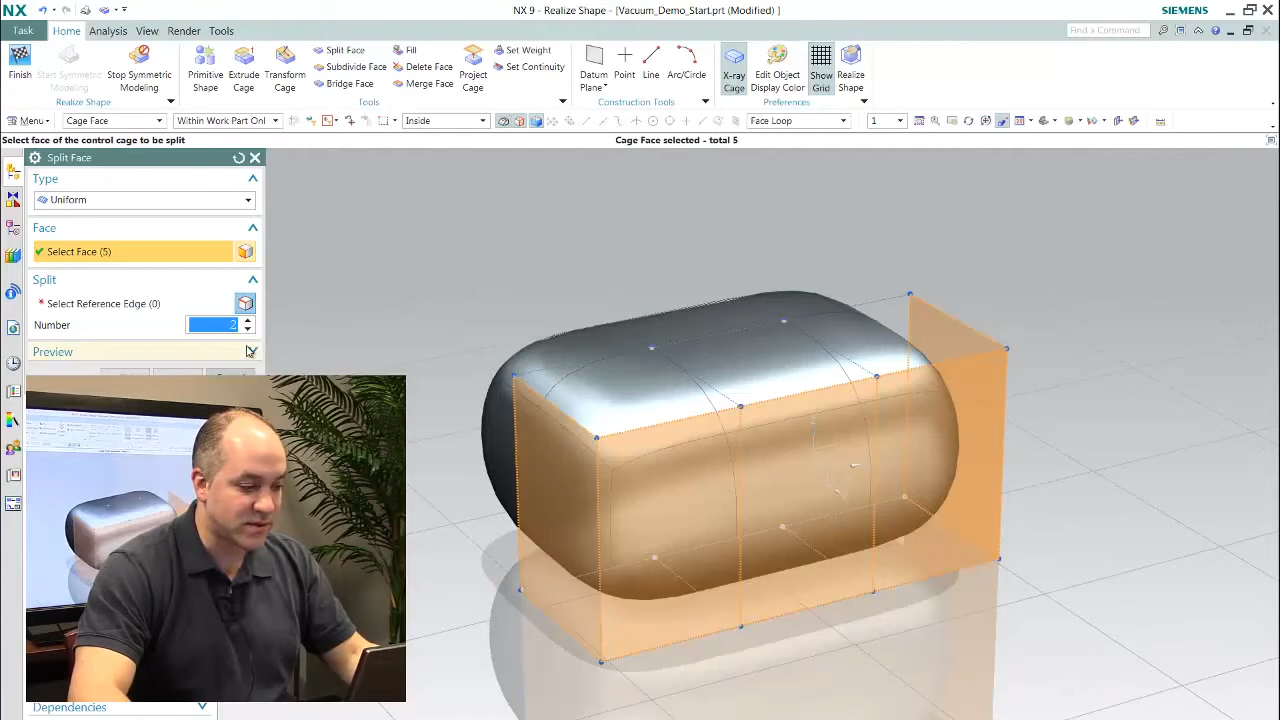 NX
NX 9 - Realize Shape - [Vacuum_Demo_Start.prt (Modified) ]
SIEMENS
Task Home Analysis View Render Tools
Find a Command
Finish
Start Symmetric Modeling
Stop Symmetric Modeling
Realize Shape
Primitive Shape
Extrude Cage
Transform Cage
Split Face
Subdivide Face
Bridge Face
Fill
Delete Face
Merge Face
Project Cage
Set Weight
Set Continuity
Tools
Datum Plane
Point
Line
Arc/Circle
Construction Tools
X-ray Cage
Edit Object Display Color
Show Grid
Realize Shape
Preferences
Menu
Cage Face
Within Work Part Onl
Inside
Face Loop
1
Select face of the control cage to be split
Cage Face selected - total 5
Split Face
Type
Uniform
Face
Select Face (5)
Split
* Select Reference Edge (0)
Number
2
Preview
Dependencies